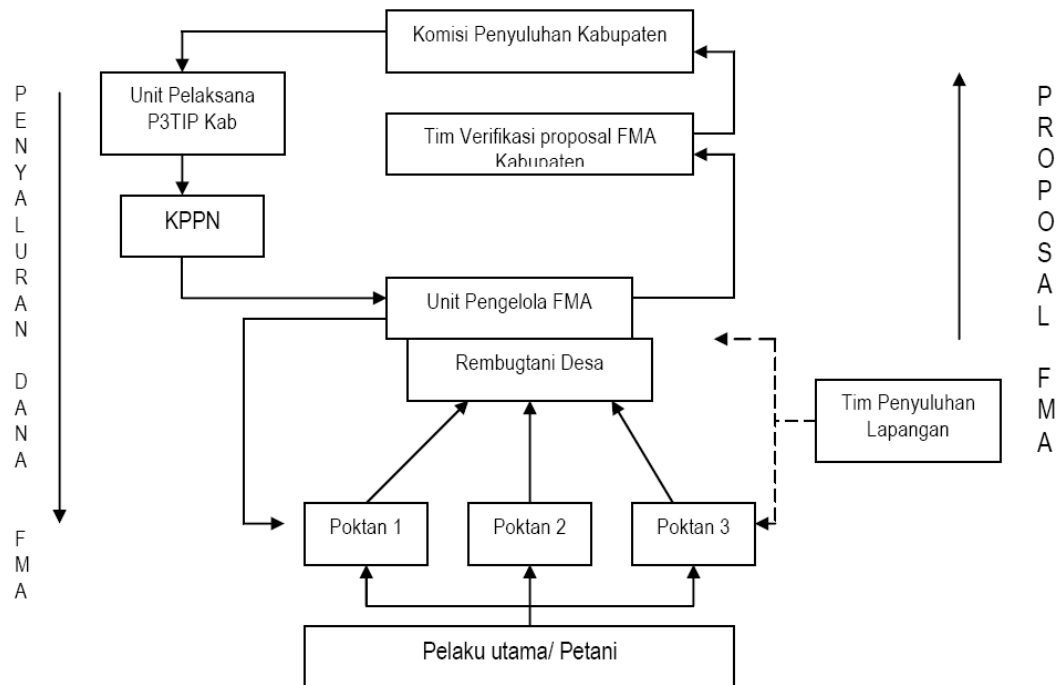 Komisi Penyuluhan Kabupaten
Unit Pelaksana
P3TIP Kab
Tim Verifikasi proposal FMA
Kabupaten
KPPN
Unit Pengelola FMA
Rembugtani Desa
Tim Penyuluhan
Lapangan
Poktan 1
Poktan 2
Poktan 3
Pelaku utama/ Petani
PENYALURAN DANA FMA
PROPOSAL FMA